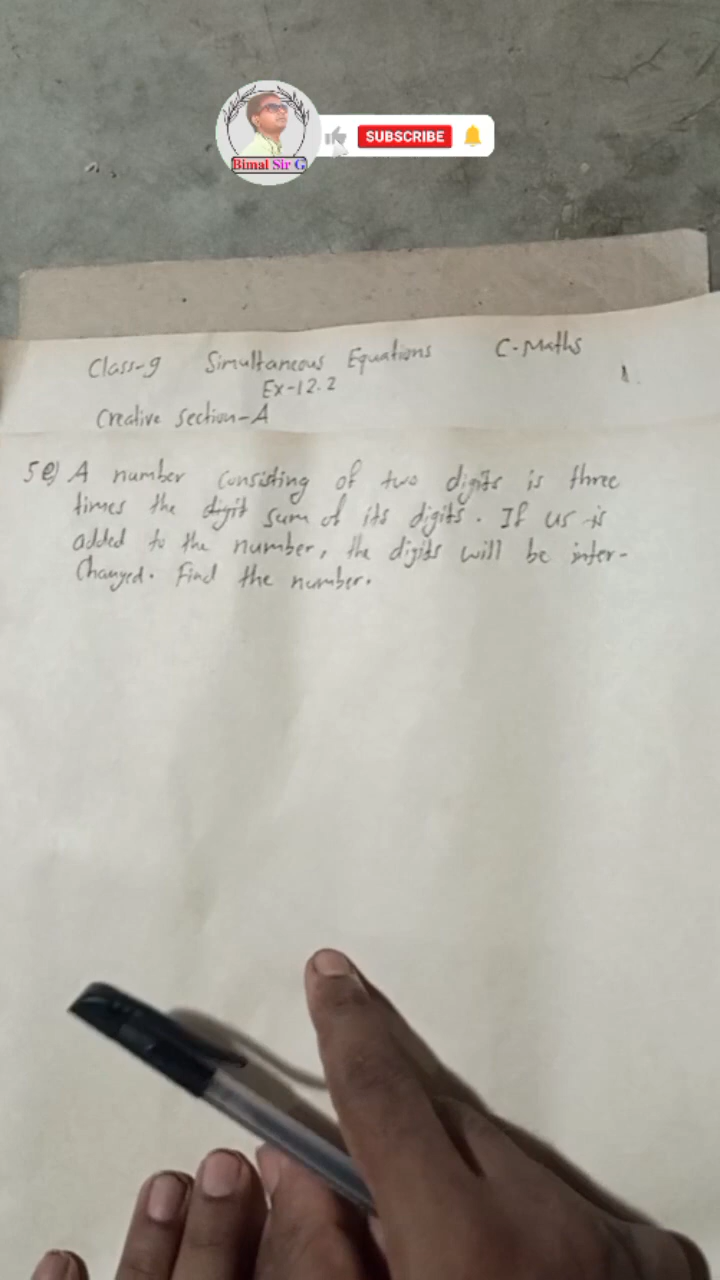 Bimal Sir G
SUBSCRIBE
Class-9 Simultaneous Equations C-Maths
Ex-12.2
Creative Section-A
5e) A number consisting of two digits is three
times the digit sum of its digits. If 45 is
added to the number, the digits will be inter-
changed. Find the number.